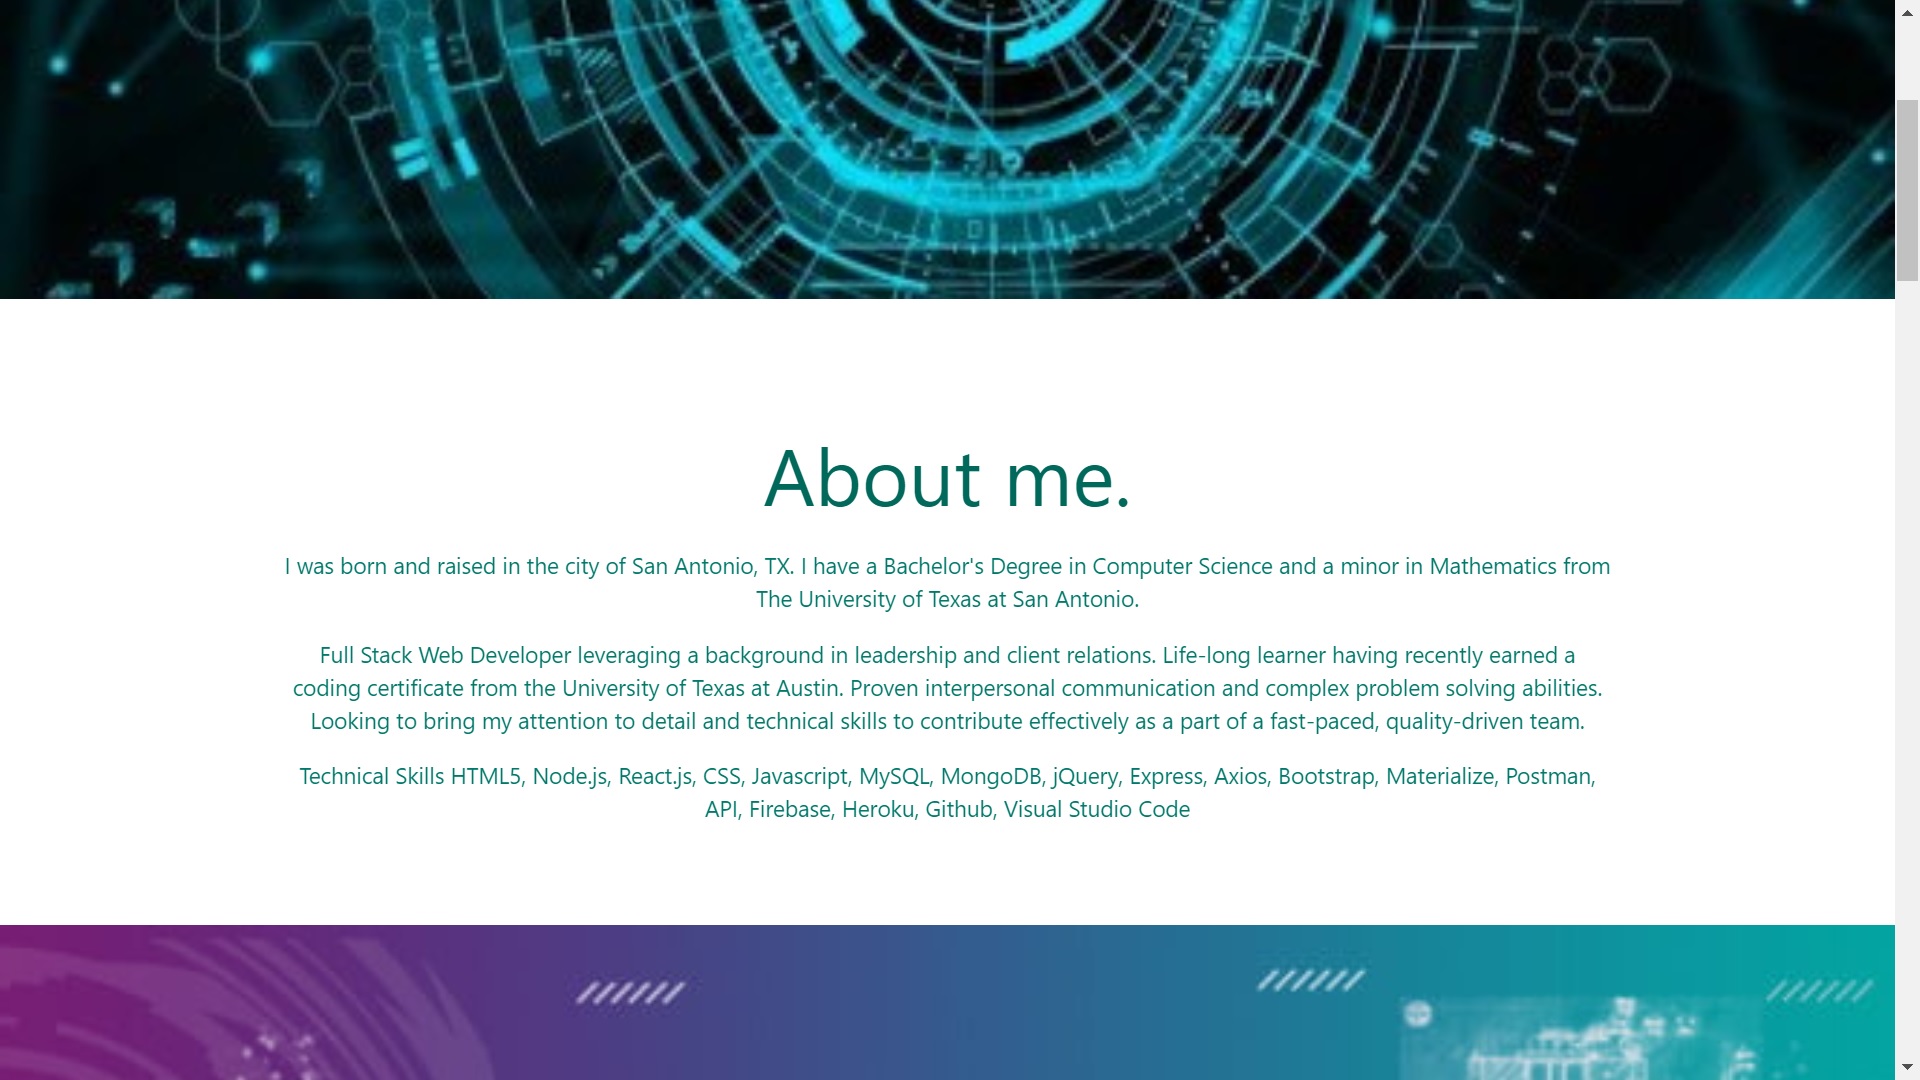 About me.
I was born and raised in the city of San Antonio, TX. I have a Bachelor's Degree in Computer Science and a minor in Mathematics from
The University of Texas at San Antonio.
Full Stack Web Developer leveraging a background in leadership and client relations. Life-long learner having recently earned a
coding certificate from the University of Texas at Austin. Proven interpersonal communication and complex problem solving abilities.
Looking to bring my attention to detail and technical skills to contribute effectively as a part of a fast-paced, quality-driven team.
Technical Skills HTML5, Node.js, React.js, CSS, Javascript, MySQL, MongoDB, jQuery, Express, Axios, Bootstrap, Materialize, Postman,
API, Firebase, Heroku, Github, Visual Studio Code